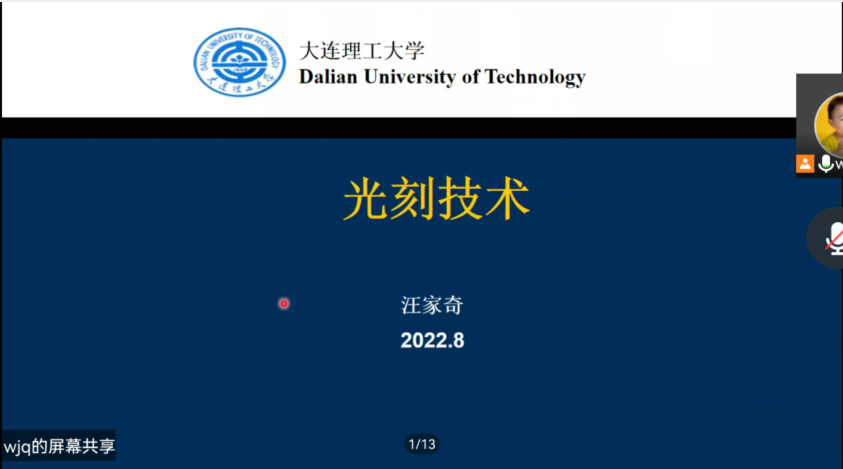 DALIAN UNIVERSITY OF TECHNOLOGY
大连理工大学
大连理工大学
Dalian University of Technology
光刻技术
汪家奇
2022.8
wjq的屏幕共享
1/13